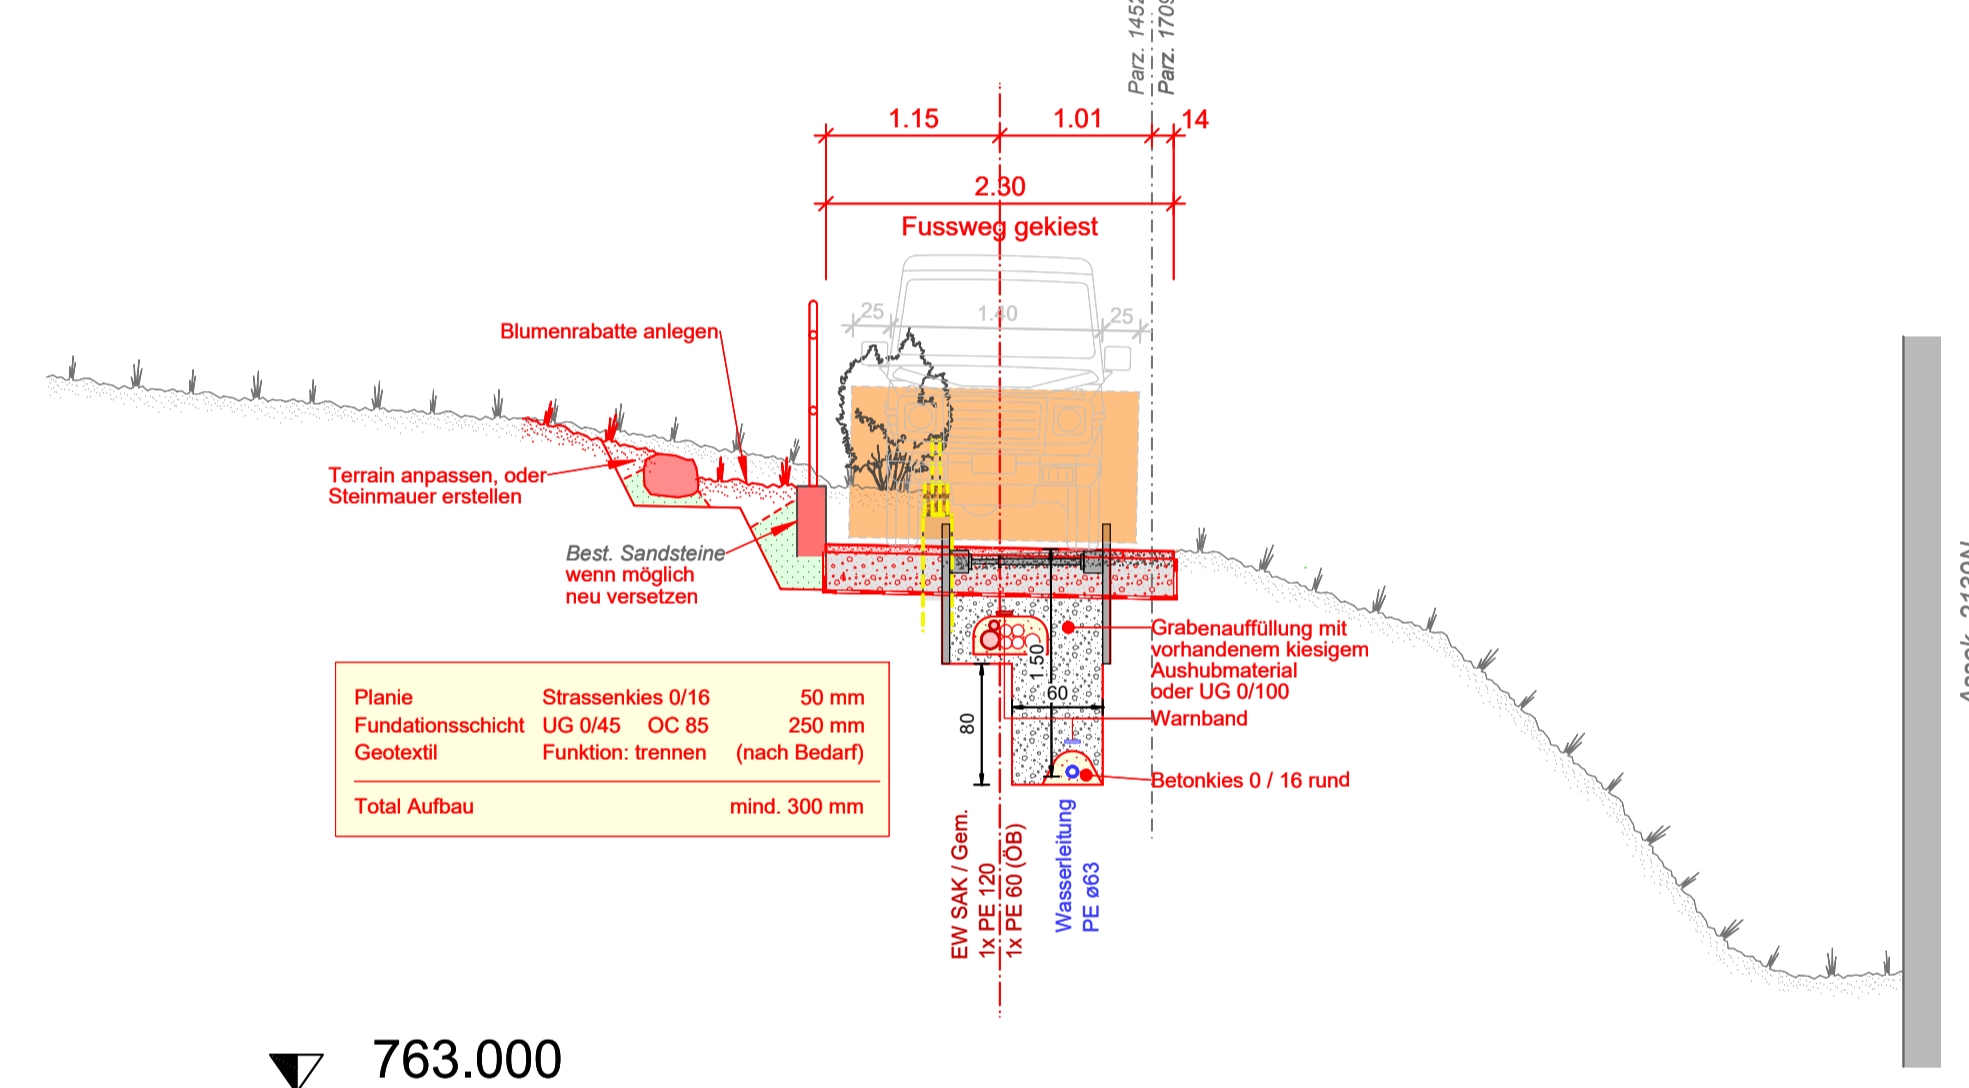 Parz. 1452
Parz. 1709
1.15
1.01
14
2.30
Fussweg gekiest
25
1.40
25
Blumenrabatte anlegen
Terrain anpassen, oder
Steinmauer erstellen
Best. Sandsteine
wenn möglich
neu versetzen
Grabenauffüllung mit
vorhandenem kiesigem
Aushubmaterial
oder UG 0/100
Warnband
Betonkies 0 / 16 rund
1.50
60
80
Planie Strassenkies 0/16 50 mm
Fundationsschicht UG 0/45 OC 85 250 mm
Geotextil Funktion: trennen (nach Bedarf)
Total Aufbau mind. 300 mm
EW SAK / Gem.
1x PE 120
1x PE 60 (ÖB)
Wasserleitung
PE ø63
763.000